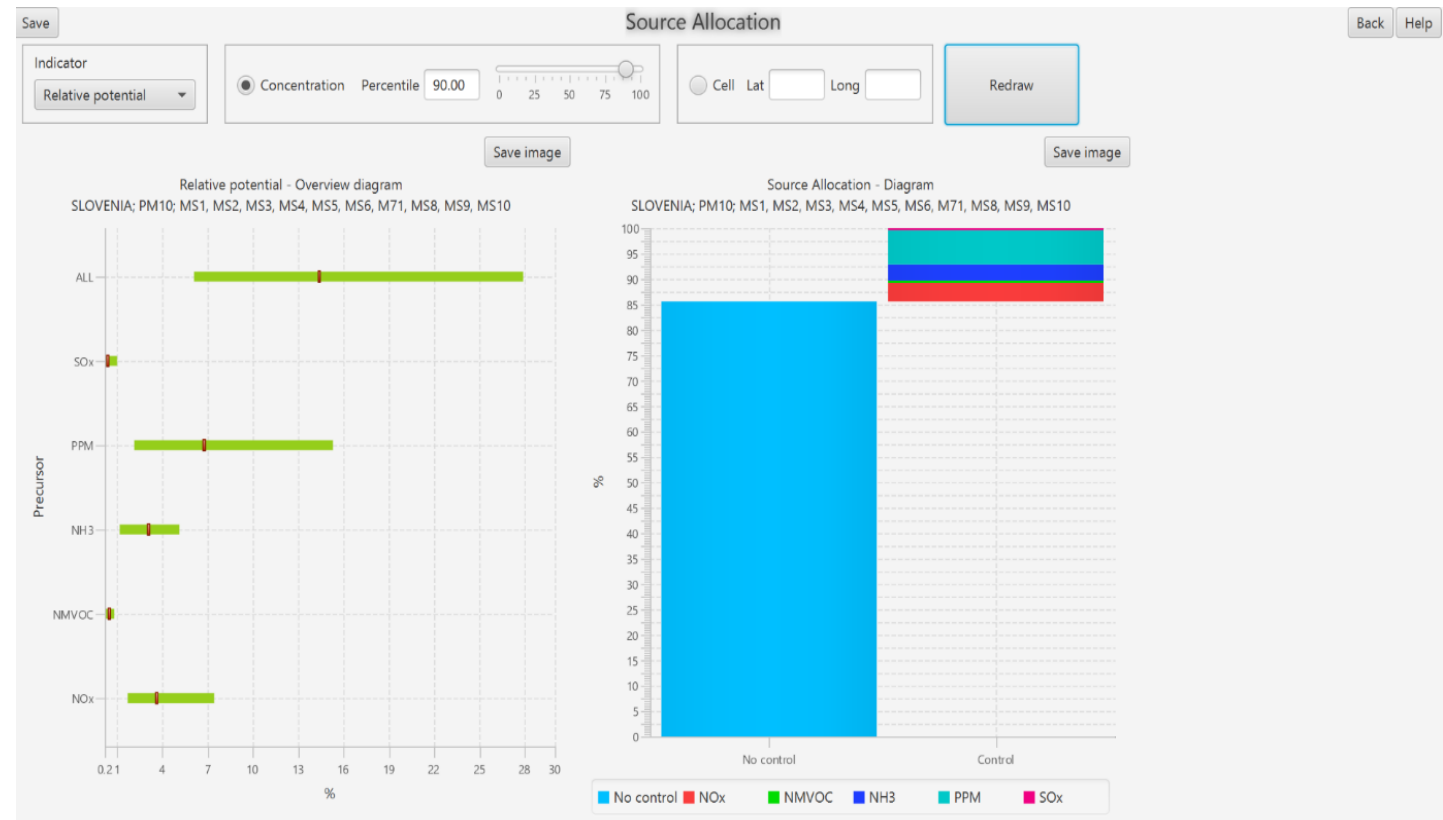 Save Source Allocation Back Help
Indicator
Relative potential
Concentration Percentile 90.00
0 25 50 75 100
Cell Lat Long
Redraw
Save image
Relative potential - Overview diagram
SLOVENIA; PM10; MS1, MS2, MS3, MS4, MS5, MS6, M71, MS8, MS9, MS10
Precursor
ALL
SOx
PPM
NH3
NMVOC
NOx
0.21 4 7 10 13 16 19 22 25 28 30
%
Save image
Source Allocation - Diagram
SLOVENIA; PM10; MS1, MS2, MS3, MS4, MS5, MS6, M71, MS8, MS9, MS10
%
100
95
90
85
80
75
70
65
60
55
50
45
40
35
30
25
20
15
10
5
0
No control Control
No control NOx NMVOC NH3 PPM SOx